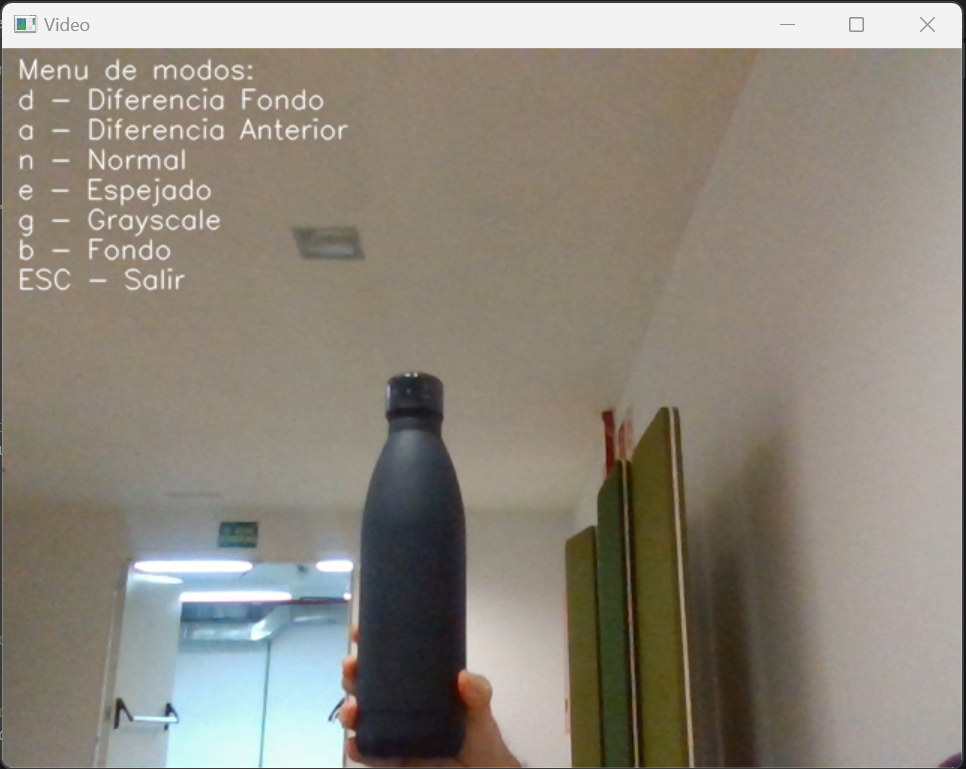 Video
Menu de modos:
d - Diferencia Fondo
a - Diferencia Anterior
n - Normal
e - Espejado
g - Grayscale
b - Fondo
ESC - Salir